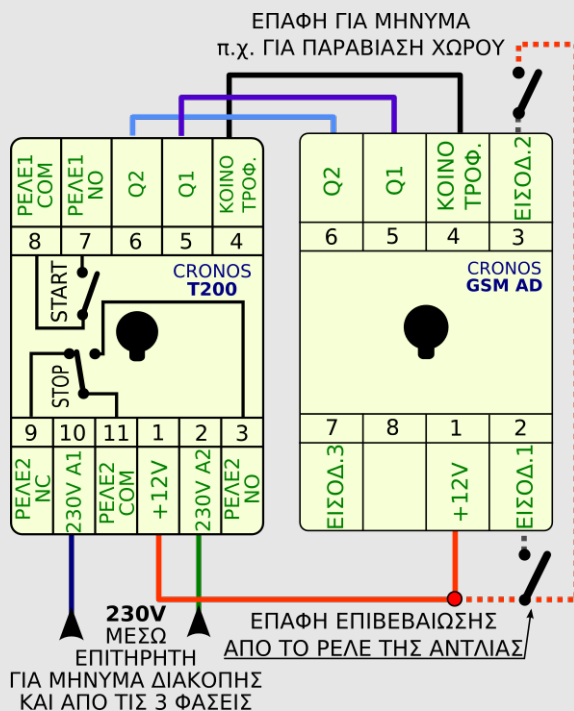 ΕΠΑΦΗ ΓΙΑ ΜΗΝΥΜΑ
π.χ. ΓΙΑ ΠΑΡΑΒΙΑΣΗ ΧΩΡΟΥ
ΡΕΛΕ1
COM
ΡΕΛΕ1
NO
Q2
Q1
ΚΟΙΝΟ
ΤΡΟΦ.
8
7
6
5
4
START
CRONOS
T200
STOP
9
10
11
1
2
3
ΡΕΛΕ2
NC
230V A1
ΡΕΛΕ2
COM
+12V
230V A2
ΡΕΛΕ2
NO
Q2
Q1
ΚΟΙΝΟ
ΤΡΟΦ.
ΕΙΣΟΔ.2
6
5
4
3
CRONOS
GSM AD
7
8
1
2
ΕΙΣΟΔ.3
+12V
ΕΙΣΟΔ.1
230V
ΜΕΣΩ
ΕΠΙΤΗΡΗΤΗ
ΓΙΑ ΜΗΝΥΜΑ ΔΙΑΚΟΠΗΣ
ΚΑΙ ΑΠΟ ΤΙΣ 3 ΦΑΣΕΙΣ
ΕΠΑΦΗ ΕΠΙΒΕΒΑΙΩΣΗΣ
ΑΠΟ ΤΟ ΡΕΛΕ ΤΗΣ ΑΝΤΛΙΑΣ